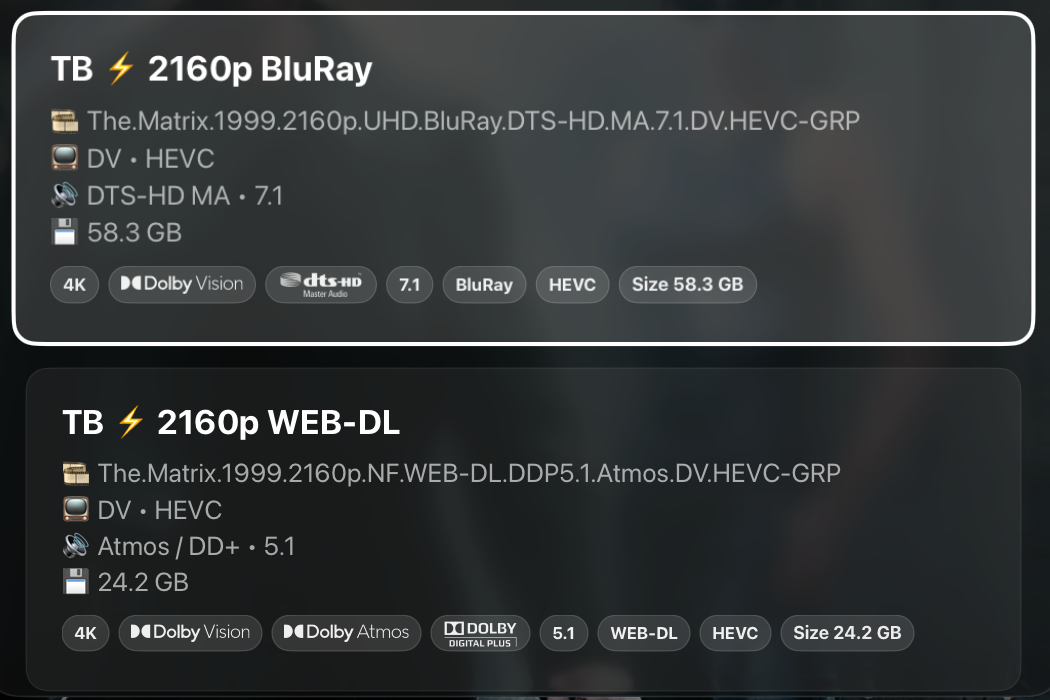 TB ⚡ 2160p BluRay
The.Matrix.1999.2160p.UHD.BluRay.DTS-HD.MA.7.1.DV.HEVC-GRP
DV • HEVC
DTS-HD MA • 7.1
58.3 GB
4K Dolby Vision dts-HD Master Audio 7.1 BluRay HEVC Size 58.3 GB
TB ⚡ 2160p WEB-DL
The.Matrix.1999.2160p.NF.WEB-DL.DDP5.1.Atmos.DV.HEVC-GRP
DV • HEVC
Atmos / DD+ • 5.1
24.2 GB
4K Dolby Vision Dolby Atmos DOLBY DIGITAL PLUS 5.1 WEB-DL HEVC Size 24.2 GB